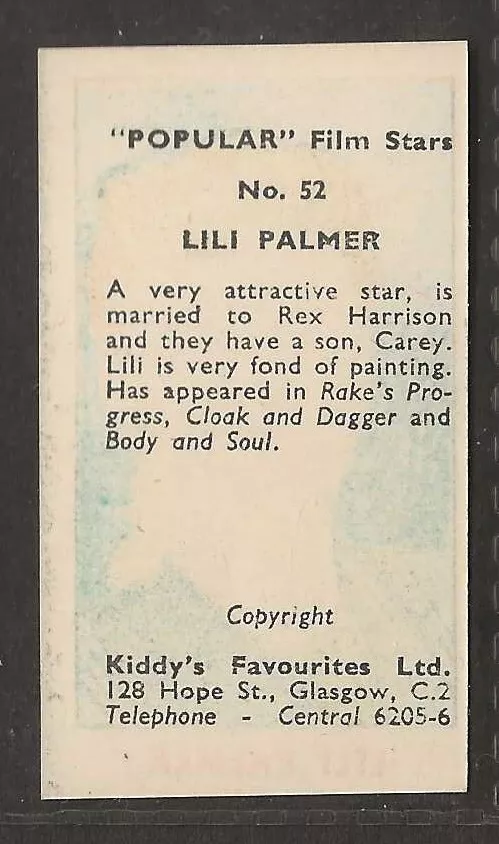 "POPULAR" Film Stars
No. 52
LILI PALMER
A very attractive star, is
married to Rex Harrison
and they have a son, Carey.
Lili is very fond of painting.
Has appeared in Rake's Pro-
gress, Cloak and Dagger and
Body and Soul.
Copyright
Kiddy's Favourites Ltd.
128 Hope St., Glasgow, C.2
Telephone - Central 6205-6